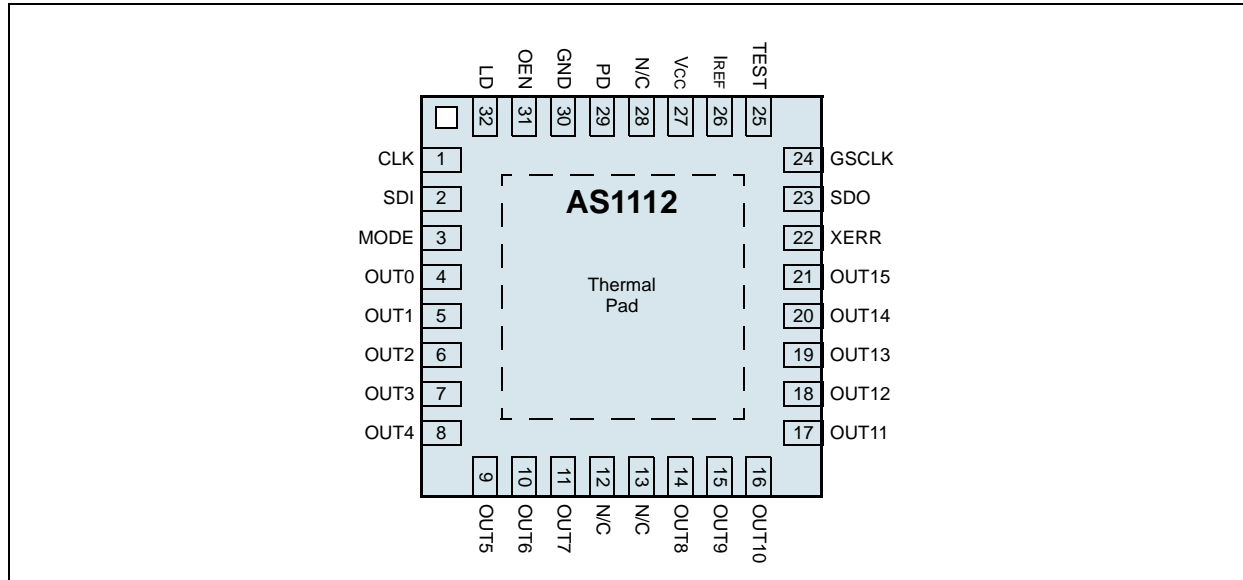 LD
OEN
GND
PD
N/C
VCC
IREF
TEST
32
31
30
29
28
27
26
25
CLK 1
SDI 2
MODE 3
OUT0 4
OUT1 5
OUT2 6
OUT3 7
OUT4 8
AS1112
Thermal
Pad
24 GSCLK
23 SDO
22 XERR
21 OUT15
20 OUT14
19 OUT13
18 OUT12
17 OUT11
9
10
11
12
13
14
15
16
OUT5
OUT6
OUT7
N/C
N/C
OUT8
OUT9
OUT10